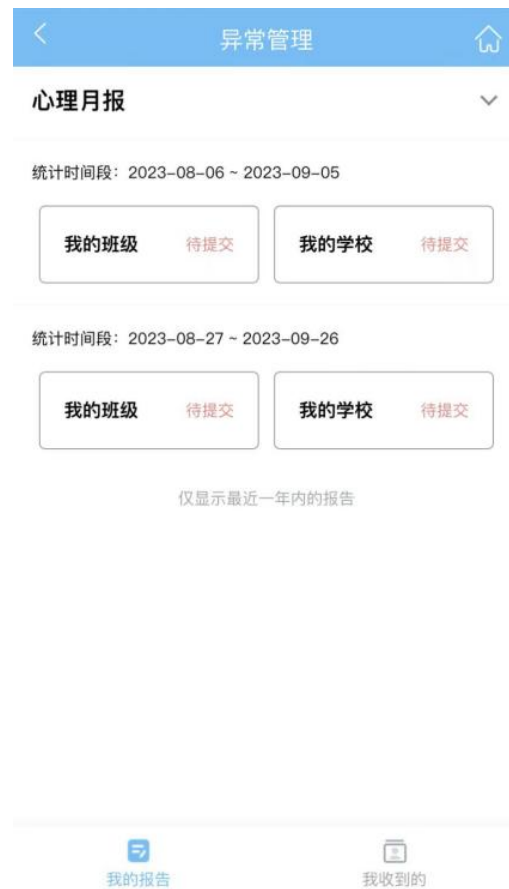 异常管理
心理月报
统计时间段：2023-08-06 ~ 2023-09-05
我的班级 待提交 我的学校 待提交
统计时间段：2023-08-27 ~ 2023-09-26
我的班级 待提交 我的学校 待提交
仅显示最近一年内的报告
我的报告 我收到的